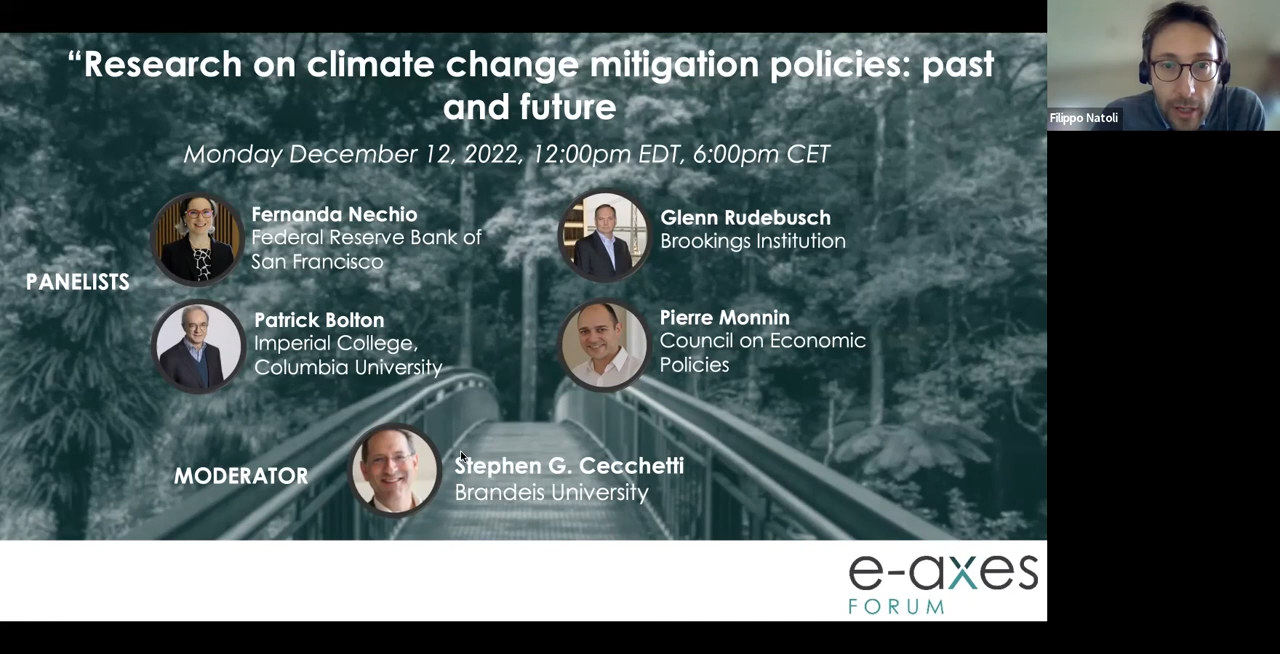 “Research on climate change mitigation policies: past
and future
Monday December 12, 2022, 12:00pm EDT, 6:00pm CET
PANELISTS
Fernanda Nechio
Federal Reserve Bank of
San Francisco
Glenn Rudebusch
Brookings Institution
Patrick Bolton
Imperial College,
Columbia University
Pierre Monnin
Council on Economic
Policies
MODERATOR
Stephen G. Cecchetti
Brandeis University
e-axes
FORUM
Filippo Natoli